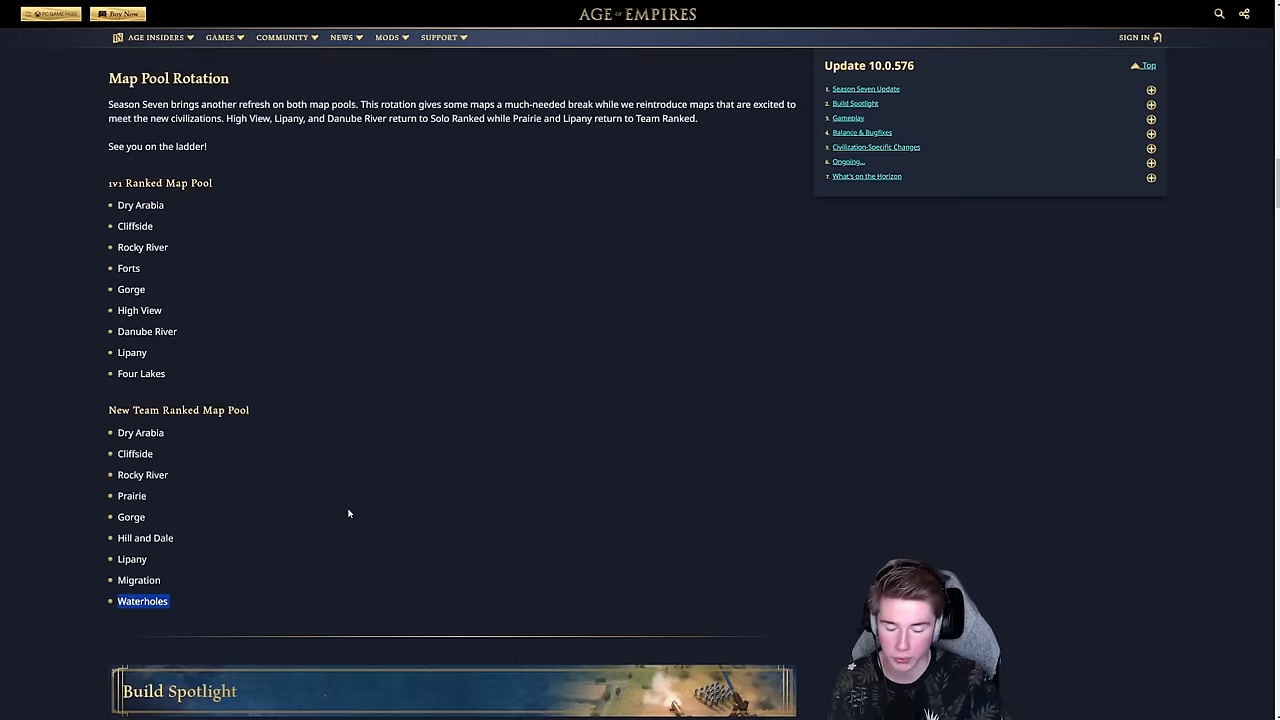 PC GAME PASS
Buy Now
AGE OF EMPIRES
AGE INSIDERS
GAMES
COMMUNITY
NEWS
MODS
SUPPORT
SIGN IN
Map Pool Rotation
Season Seven brings another refresh on both map pools. This rotation gives some maps a much-needed break while we reintroduce maps that are excited to
meet the new civilizations. High View, Lipany, and Danube River return to Solo Ranked while Prairie and Lipany return to Team Ranked.
See you on the ladder!
1v1 Ranked Map Pool
Dry Arabia
Cliffside
Rocky River
Forts
Gorge
High View
Danube River
Lipany
Four Lakes
New Team Ranked Map Pool
Dry Arabia
Cliffside
Rocky River
Prairie
Gorge
Hill and Dale
Lipany
Migration
Waterholes
Build Spotlight
Update 10.0.576
Top
1. Season Seven Update
2. Build Spotlight
3. Gameplay
4. Balance & Bugfixes
5. Civilization-Specific Changes
6. Ongoing...
7. What's on the Horizon